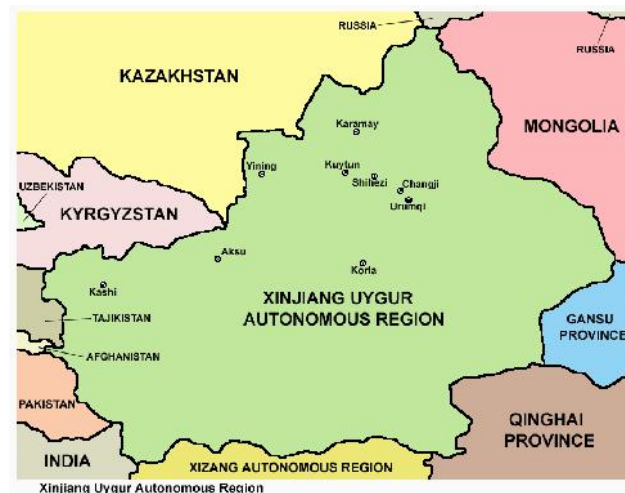 RUSSIA
RUSSIA
KAZAKHSTAN
MONGOLIA
Karamay
Yining
Kuytun
Shihezi
Changji
Urumqi
UZBEKISTAN
KYRGYZSTAN
Aksu
Korla
Kashi
XINJIANG UYGUR
AUTONOMOUS REGION
TAJIKISTAN
GANSU
PROVINCE
AFGHANISTAN
PAKISTAN
QINGHAI
PROVINCE
INDIA
XIZANG AUTONOMOUS REGION
Xinjiang Uygur Autonomous Region